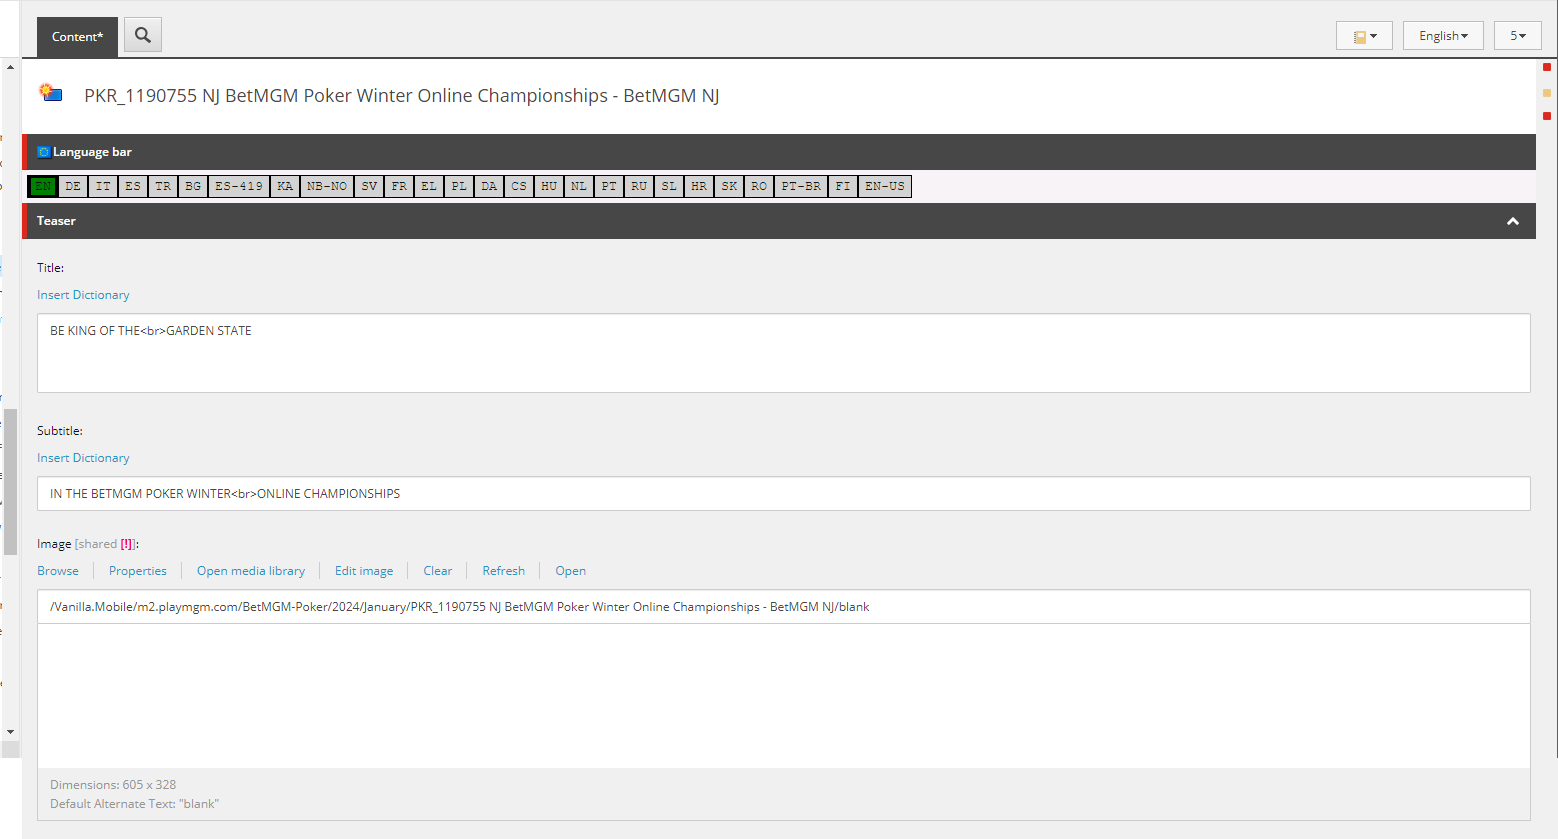 Content*
English
5
PKR_1190755 NJ BetMGM Poker Winter Online Championships - BetMGM NJ
Language bar
EN DE IT ES TR BG ES-419 KA NB-NO SV FR EL PL DA CS HU NL PT RU SL HR SK RO PT-BR FI EN-US
Teaser
Title:
Insert Dictionary
BE KING OF THE<br>GARDEN STATE
Subtitle:
Insert Dictionary
IN THE BETMGM POKER WINTER<br>ONLINE CHAMPIONSHIPS
Image [shared [!]]:
Browse Properties Open media library Edit image Clear Refresh Open
/Vanilla.Mobile/m2.playmgm.com/BetMGM-Poker/2024/January/PKR_1190755 NJ BetMGM Poker Winter Online Championships - BetMGM NJ/blank
Dimensions: 605 x 328
Default Alternate Text: "blank"